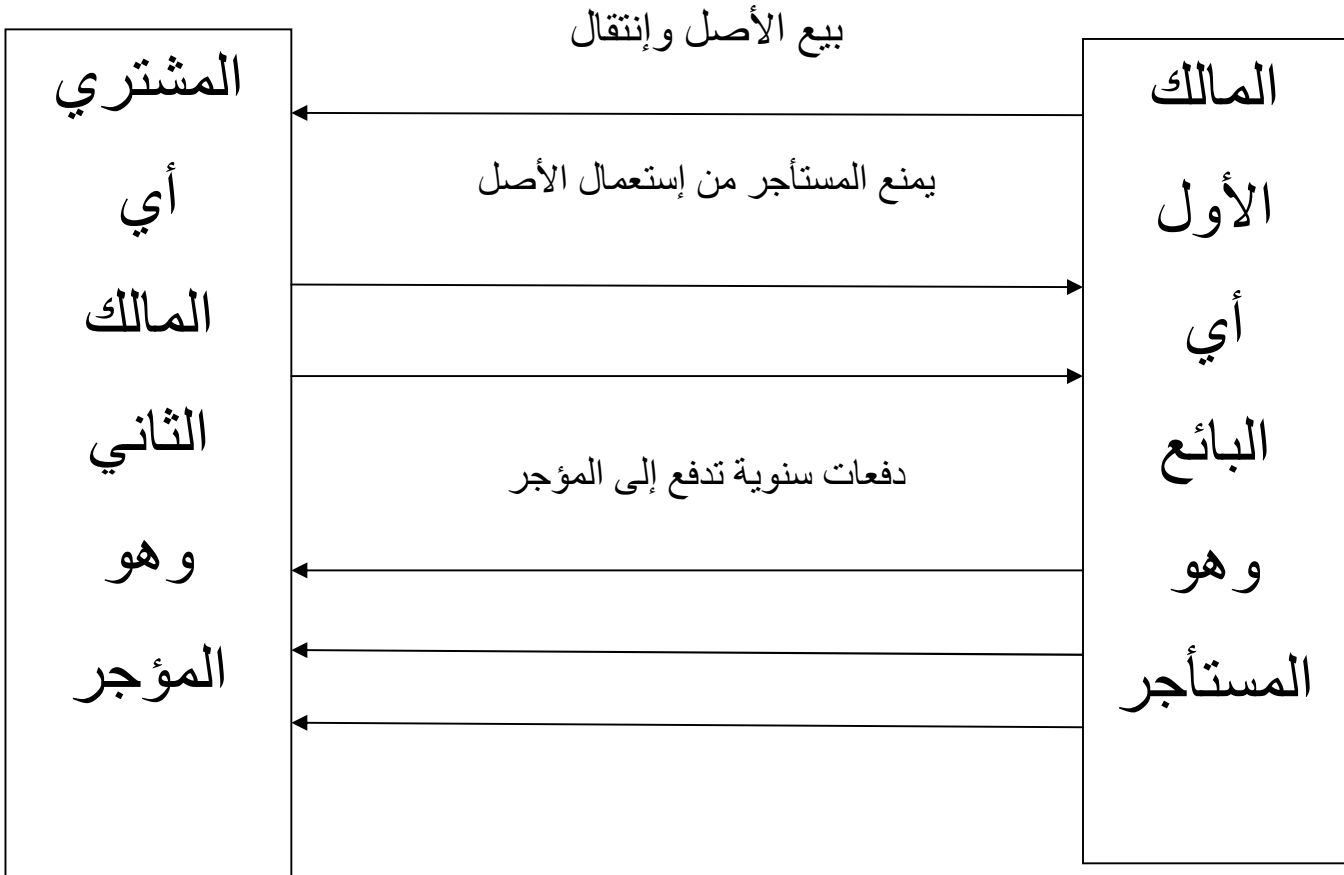 بيع الأصل وإنتقال
المالك
الأول
أي
البائع
وهو
المستأجر
يمنع المستأجر من إستعمال الأصل
دفعات سنوية تدفع إلى المؤجر
المشتري
أي
المالك
الثاني
وهو
المؤجر